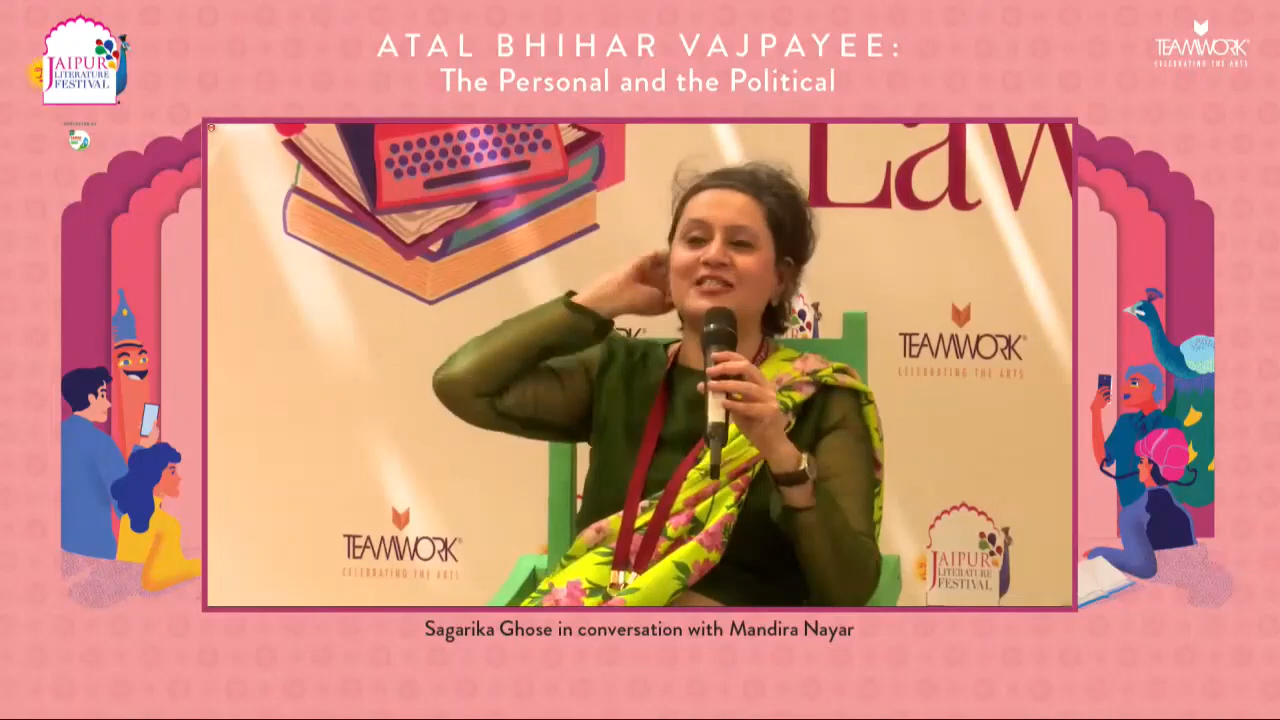 ATAL BHIHAR VAJPAYEE:
The Personal and the Political
JAIPUR
LITERATURE
FESTIVAL
TEAMWORK
CELEBRATING THE ARTS
Law
TEAMWORK
CELEBRATING THE ARTS
TEAMWORK
CELEBRATING THE ARTS
JAIPUR
LITERATURE
FESTIVAL
Sagarika Ghose in conversation with Mandira Nayar